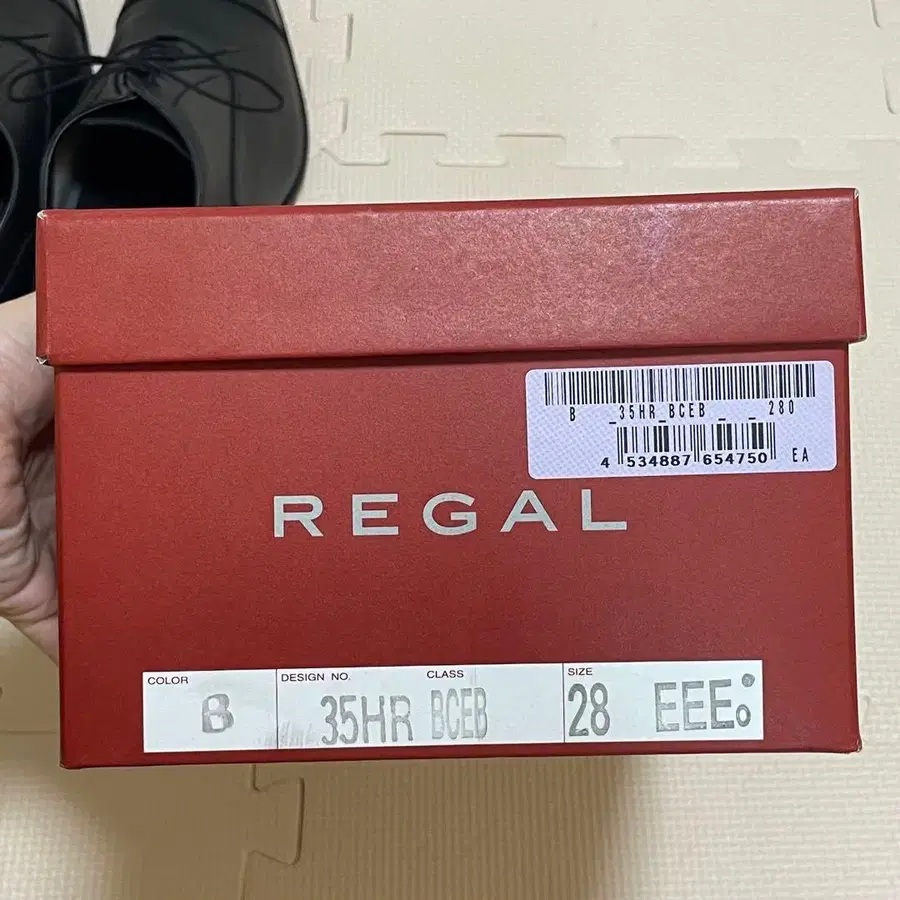 B _35HR_BCEB _ _ 280
4 534887 654750 EA
REGAL
COLOR DESIGN NO. CLASS SIZE
B 35HR BCEB 28 EEE